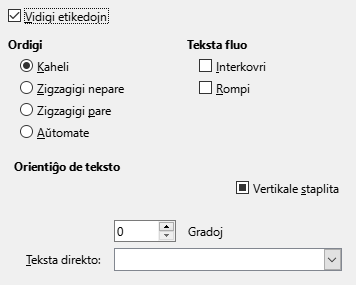 Vidigi etikedojn
Ordigi
Teksta fluo
Kaheli
Interkovri
Zigzagigi nepare
Rompi
Zigzagigi pare
Aŭtomate
Orientiĝo de teksto
Vertikale staplita
0 Gradoj
Teksta direkto: